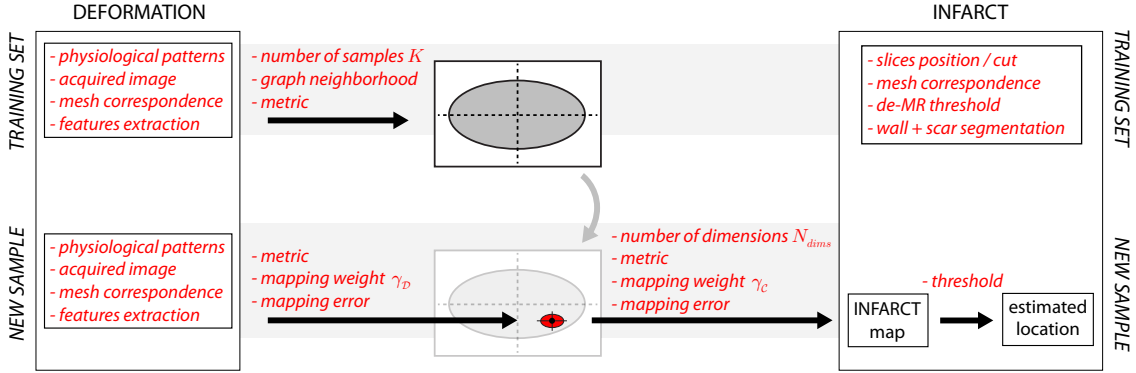 DEFORMATION
INFARCT
TRAINING SET
- physiological patterns
- acquired image
- mesh correspondence
- features extraction
- number of samples K
- graph neighborhood
- metric
- slices position / cut
- mesh correspondence
- de-MR threshold
- wall + scar segmentation
TRAINING SET
NEW SAMPLE
- physiological patterns
- acquired image
- mesh correspondence
- features extraction
- metric
- mapping weight γ_D
- mapping error
- number of dimensions N_dims
- metric
- mapping weight γ_C
- mapping error
- threshold
INFARCT
map
estimated
location
NEW SAMPLE